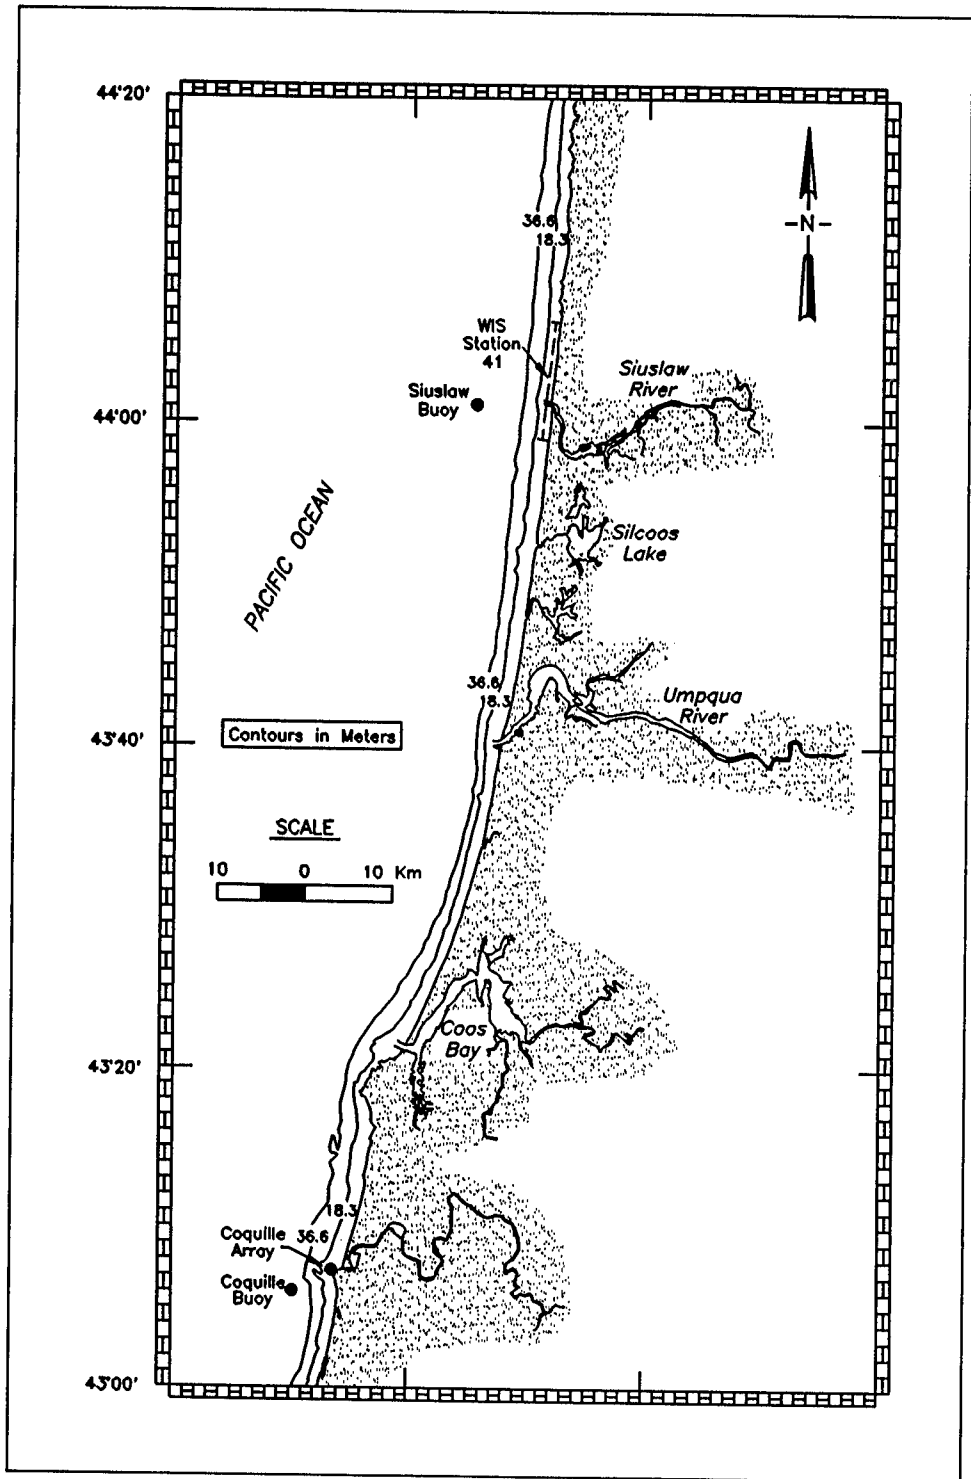 44°20'
36.6
18.3
-N-
WIS
Station
41
Siuslaw
Buoy
Siuslaw
River
44°00'
PACIFIC OCEAN
Silcoos
Lake
36.6
18.3
Umpqua
River
Contours in Meters
43°40'
SCALE
10 0 10 Km
Coos
Bay
43°20'
18.3
36.6
Coquille
Array
Coquille
Buoy
43°00'